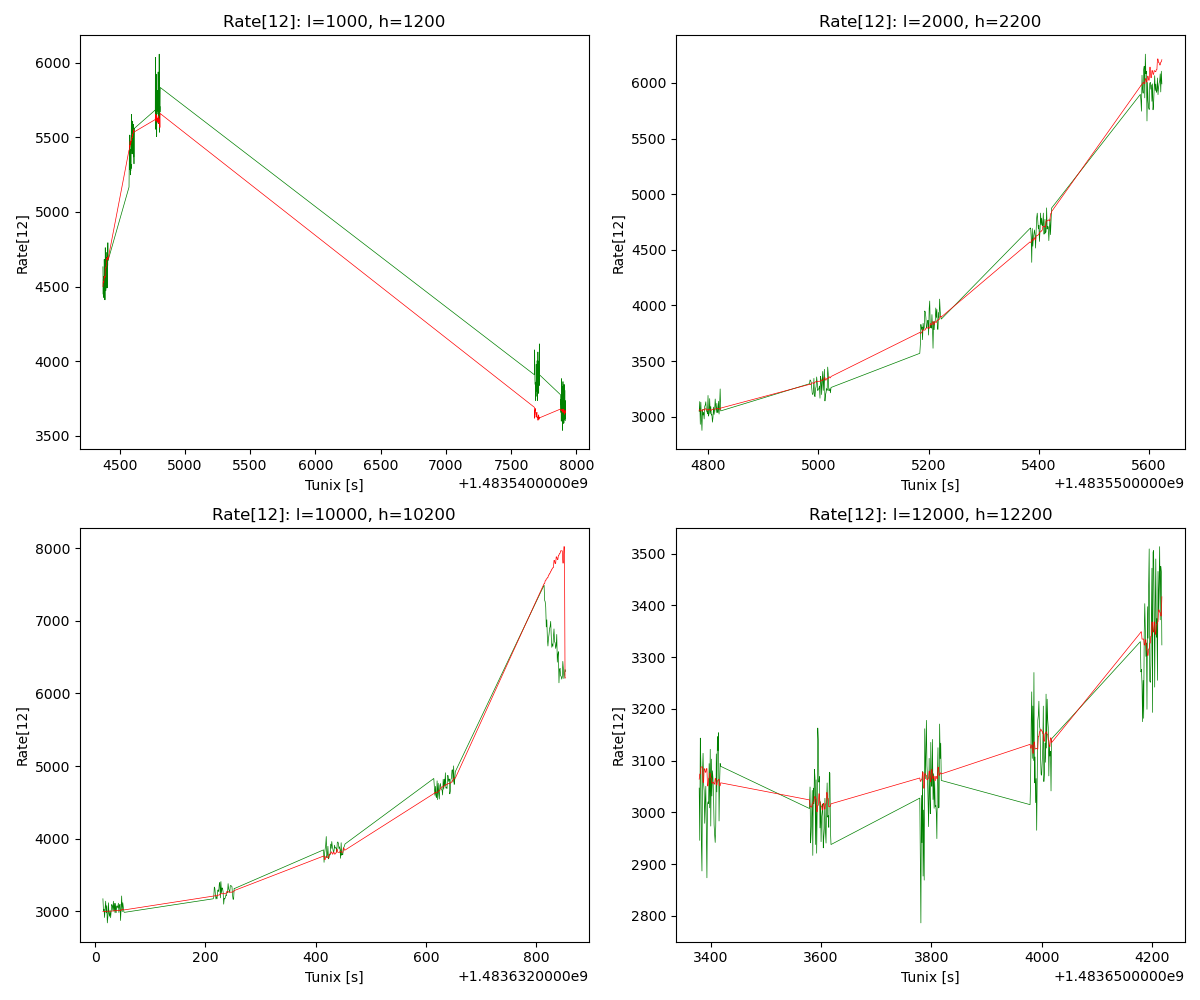 Rate[12]: l=1000, h=1200
Rate[12]
6000
5500
5000
4500
4000
3500
4500 5000 5500 6000 6500 7000 7500 8000
Tunix [s]
+1.4835400000e9
Rate[12]: l=2000, h=2200
Rate[12]
6000
5500
5000
4500
4000
3500
3000
4800 5000 5200 5400 5600
Tunix [s]
+1.4835500000e9
Rate[12]: l=10000, h=10200
Rate[12]
8000
7000
6000
5000
4000
3000
0 200 400 600 800
Tunix [s]
+1.4836320000e9
Rate[12]: l=12000, h=12200
Rate[12]
3500
3400
3300
3200
3100
3000
2900
2800
3400 3600 3800 4000 4200
Tunix [s]
+1.4836500000e9